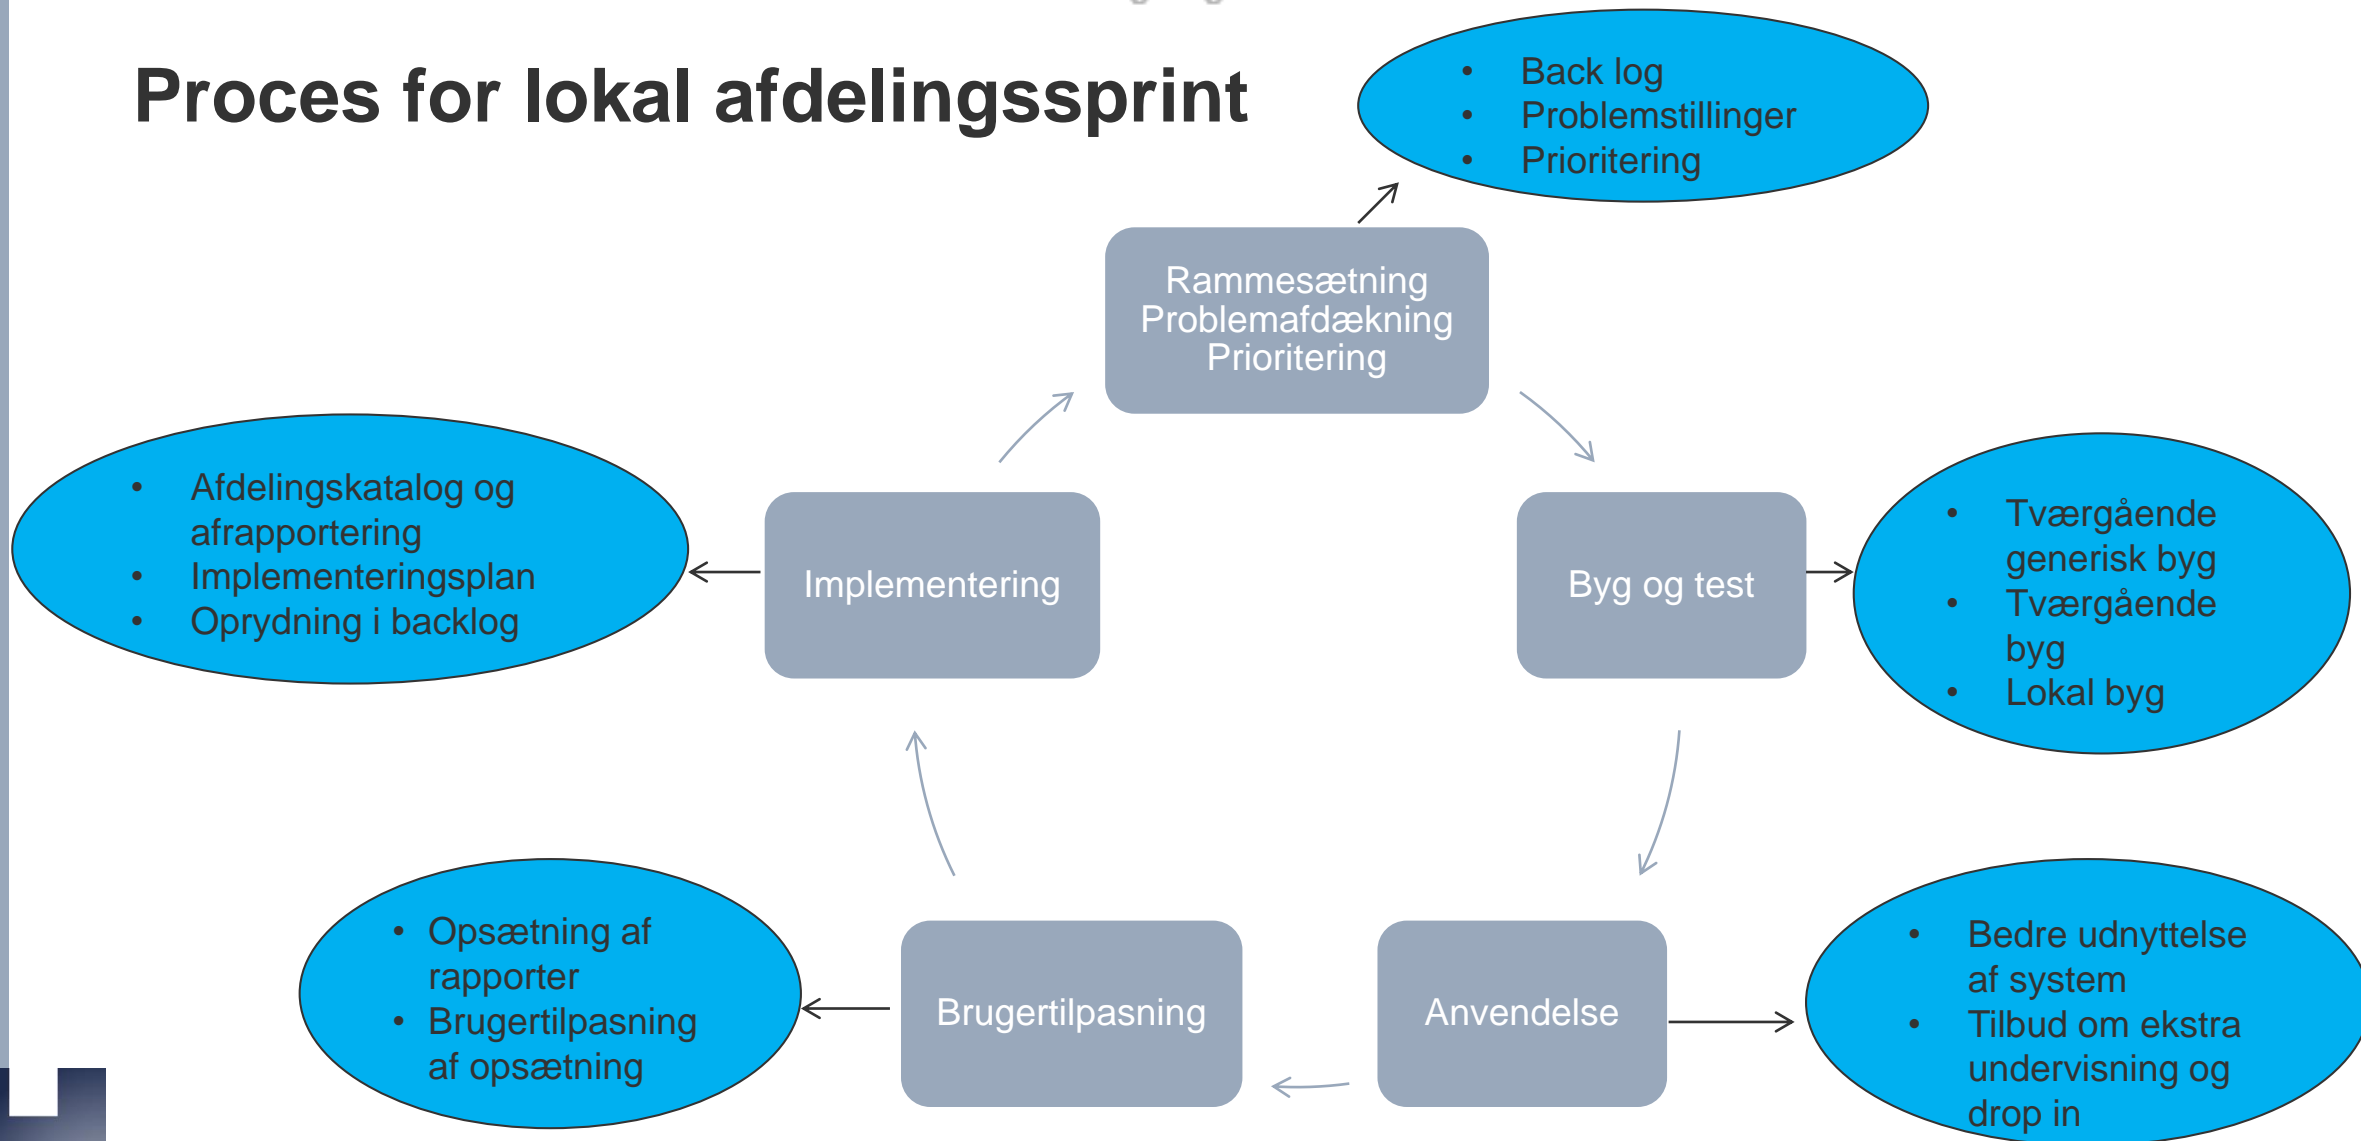 Proces for lokal afdelingssprint
• Back log
• Problemstillinger
• Prioritering
Rammesætning
Problemafdækning
Prioritering
• Afdelingskatalog og
afrapportering
• Implementeringsplan
• Oprydning i backlog
Implementering
Byg og test
• Tværgående
generisk byg
• Tværgående
byg
• Lokal byg
• Opsætning af
rapporter
• Brugertilpasning
af opsætning
Brugertilpasning
Anvendelse
• Bedre udnyttelse
af system
• Tilbud om ekstra
undervisning og
drop in